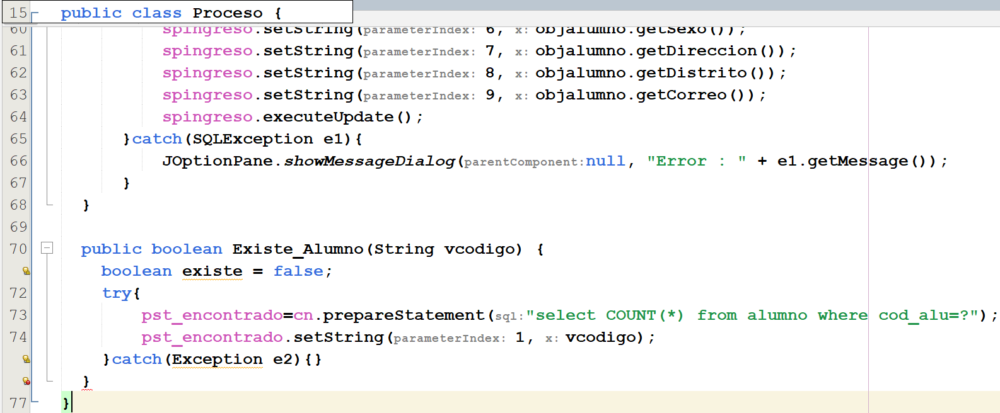 15 public class Proceso {
60 spingreso.setString(parameterIndex: 6, x: objalumno.getSexo());
61 spingreso.setString(parameterIndex: 7, x: objalumno.getDireccion());
62 spingreso.setString(parameterIndex: 8, x: objalumno.getDistrito());
63 spingreso.setString(parameterIndex: 9, x: objalumno.getCorreo());
64 spingreso.executeUpdate();
65 }catch(SQLException e1){
66 JOptionPane.showMessageDialog(parentComponent:null, "Error : " + e1.getMessage());
67 }
68 }
69
70 public boolean Existe_Alumno(String vcodigo) {
boolean existe = false;
72 try{
73 pst_encontrado=cn.prepareStatement(sql:"select COUNT(*) from alumno where cod_alu=?");
74 pst_encontrado.setString(parameterIndex: 1, x: vcodigo);
}catch(Exception e2){}
}
77 }